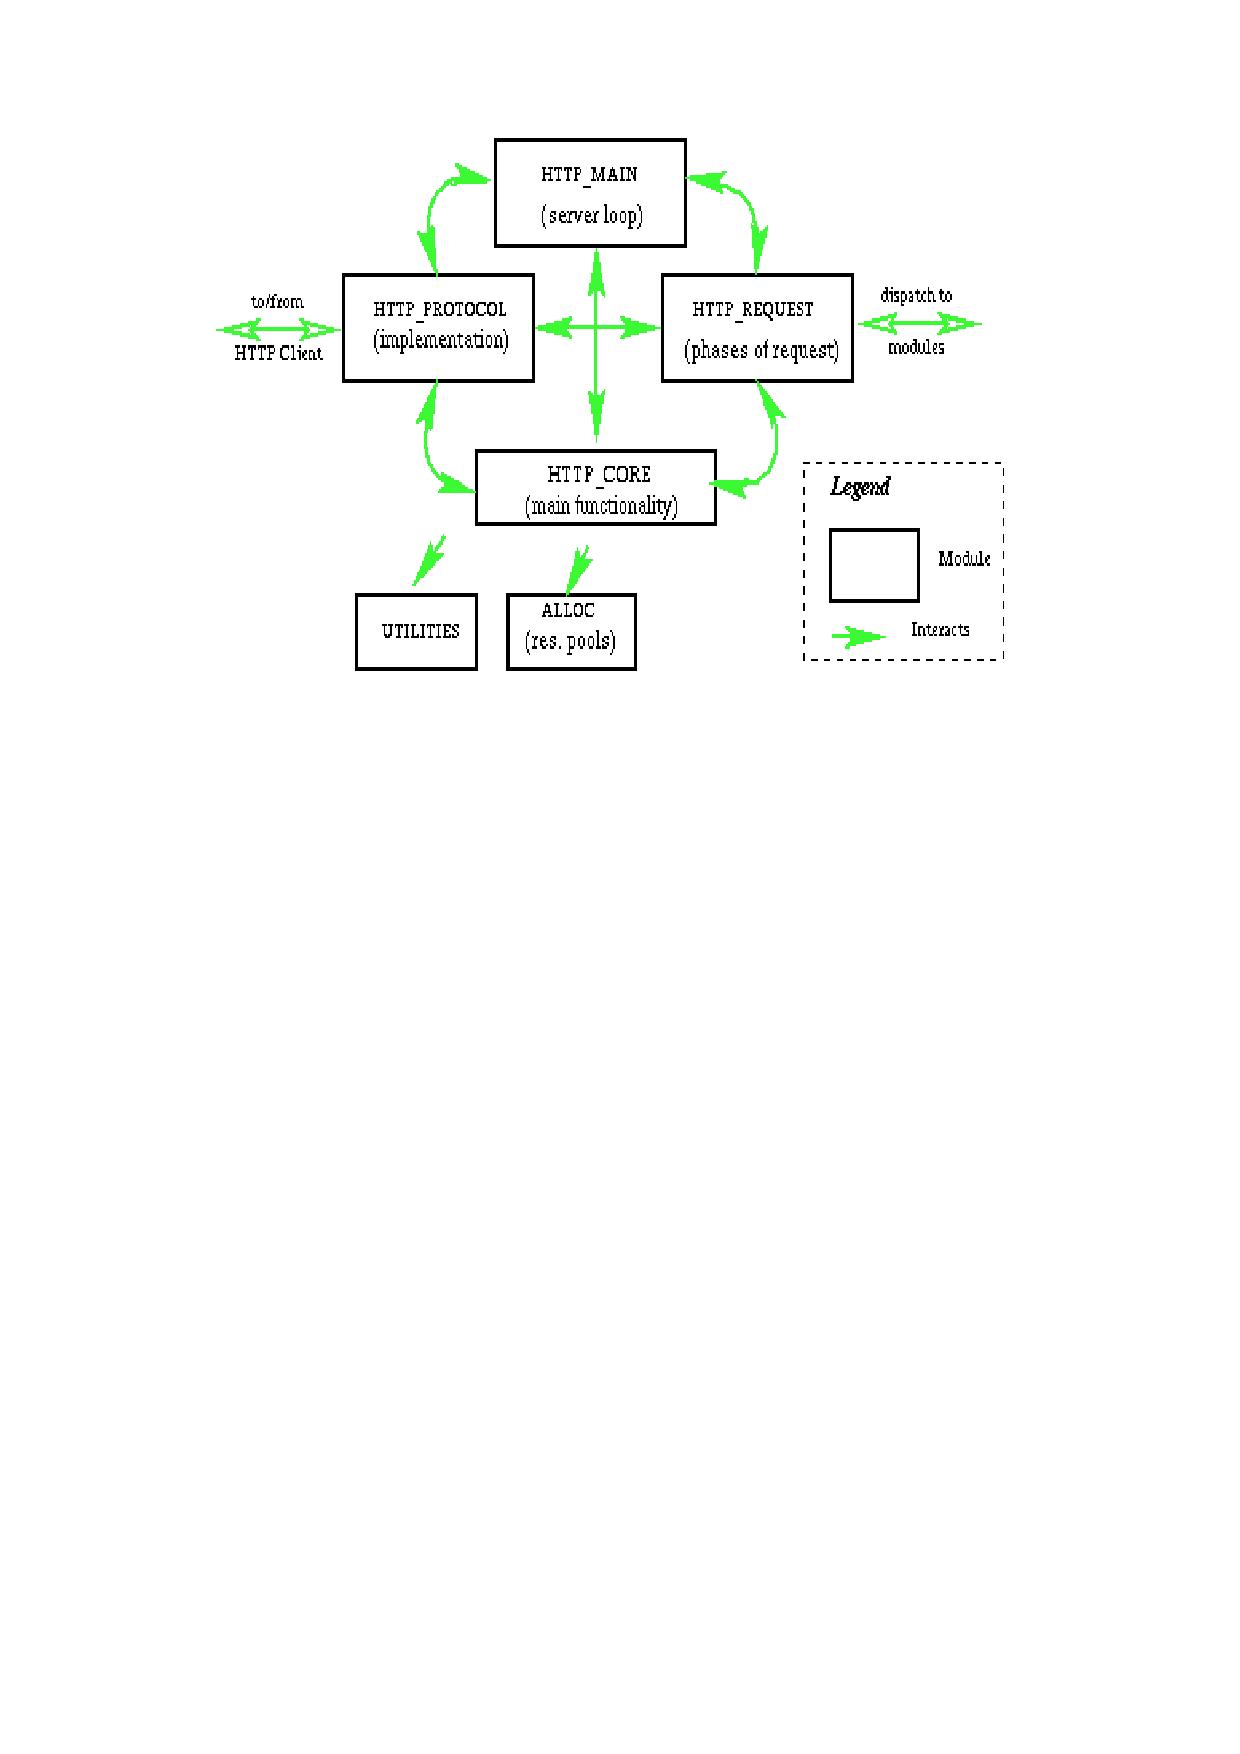 HTTP_MAIN
(server loop)
to/from
HTTP Client
HTTP_PROTOCOL
(implementation)
HTTP_REQUEST
(phases of request)
dispatch to
modules
HTTP_CORE
(main functionality)
UTILITIES
ALLOC
(res. pools)
Legend
Module
Interacts